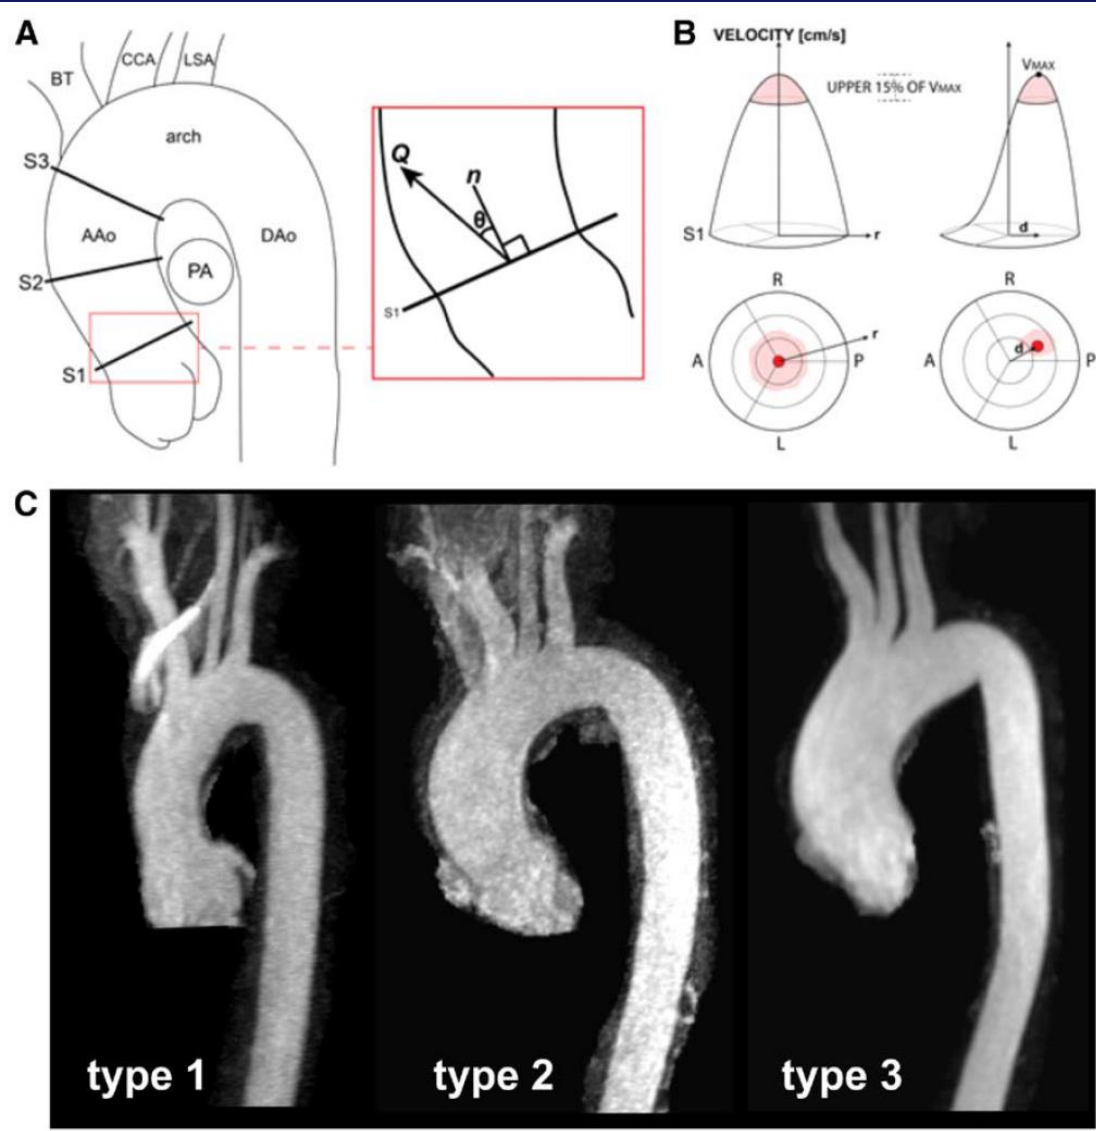 A
BT
CCA
LSA
arch
S3
AAo
DAo
S2
PA
S1
Q
n
θ
S1
B
VELOCITY [cm/s]
UPPER 15% OF VMAX
VMAX
S1
r
d
R
R
r
A
P
d
A
P
L
L
C
type 1
type 2
type 3